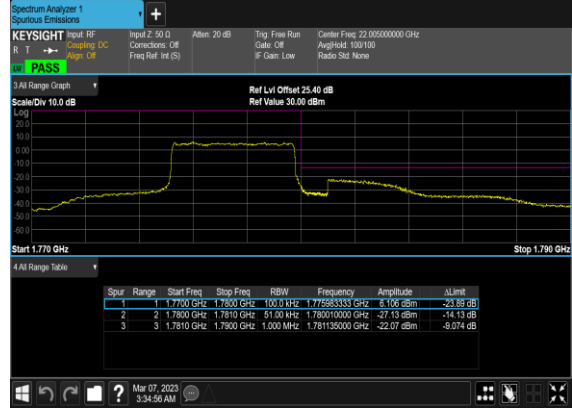 Spectrum Analyzer 1
Spurious Emissions
+
KEYSIGHT Input: RF Input Z: 50 Ω Atten: 20 dB Trig: Free Run Center Freq: 22.005000000 GHz
R T Coupling: DC Corrections: Off Gate: Off Avg|Hold: 100/100
Align: Off Freq Ref: Int (S) IF Gain: Low Radio Std: None
LW PASS
3 All Range Graph
Ref Lvl Offset 25.40 dB
Scale/Div 10.0 dB Ref Value 30.00 dBm
Log
20.0
10.0
0.00
-10.0
-20.0
-30.0
-40.0
-50.0
-60.0
Start 1.770 GHz Stop 1.790 GHz
4 All Range Table
Spur Range Start Freq Stop Freq RBW Frequency Amplitude ΔLimit
1 1 1.7700 GHz 1.7800 GHz 100.0 kHz 1.775983333 GHz 6.106 dBm -23.89 dB
2 2 1.7800 GHz 1.7810 GHz 51.00 kHz 1.780010000 GHz -27.13 dBm -14.13 dB
3 3 1.7810 GHz 1.7900 GHz 1.000 MHz 1.781135000 GHz -22.07 dBm -9.074 dB
? Mar 07, 2023
3:34:56 AM